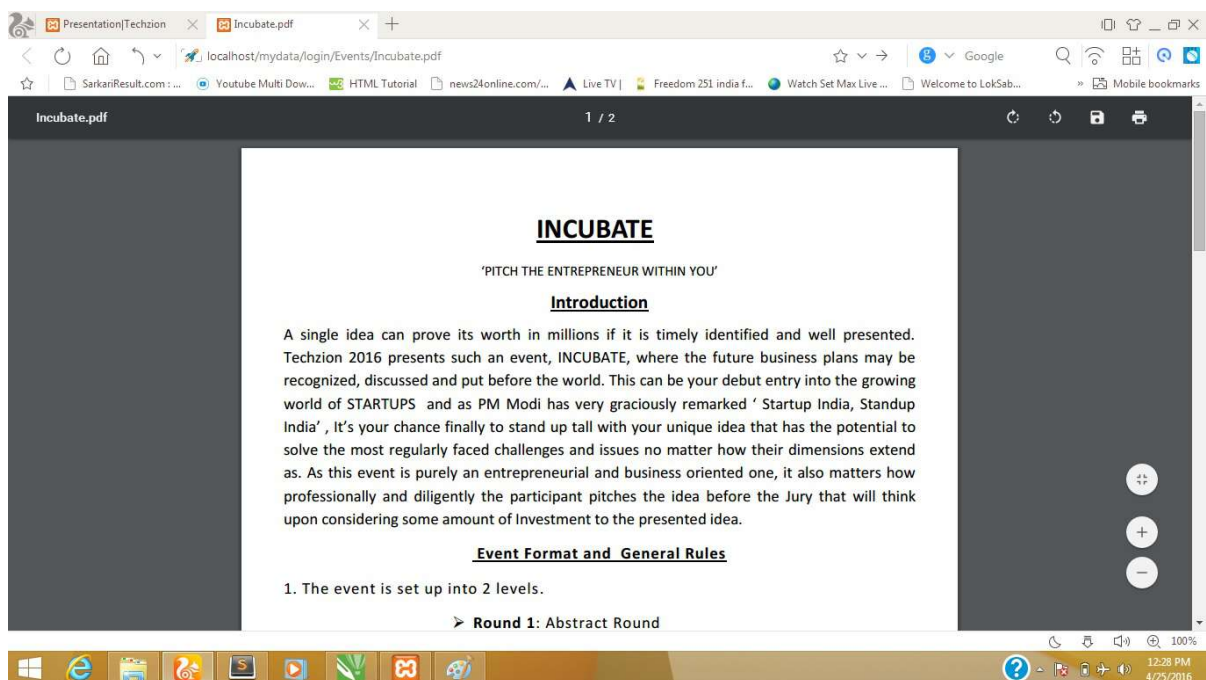 Presentation|Techzion
Incubate.pdf
localhost/mydata/login/Events/Incubate.pdf
Google
SarkariResult.com : ...
Youtube Multi Dow...
HTML Tutorial
news24online.com/...
Live TV |
Freedom 251 india f...
Watch Set Max Live ...
Welcome to LokSab...
»
Mobile bookmarks
Incubate.pdf
1 / 2
INCUBATE
‘PITCH THE ENTREPRENEUR WITHIN YOU’
Introduction
A single idea can prove its worth in millions if it is timely identified and well presented.
Techzion 2016 presents such an event, INCUBATE, where the future business plans may be
recognized, discussed and put before the world. This can be your debut entry into the growing
world of STARTUPS and as PM Modi has very graciously remarked ‘ Startup India, Standup
India’ , It’s your chance finally to stand up tall with your unique idea that has the potential to
solve the most regularly faced challenges and issues no matter how their dimensions extend
as. As this event is purely an entrepreneurial and business oriented one, it also matters how
professionally and diligently the participant pitches the idea before the Jury that will think
upon considering some amount of Investment to the presented idea.
Event Format and General Rules
1. The event is set up into 2 levels.
➢ Round 1: Abstract Round
100%
12:28 PM
4/25/2016